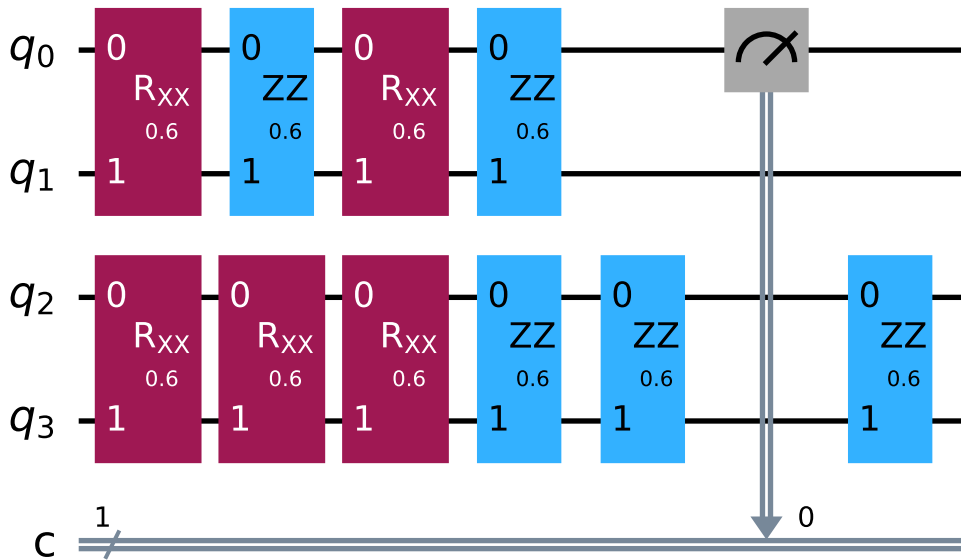 q0 0 0 0 0
RXX ZZ RXX ZZ
0.6 0.6 0.6 0.6
q1 1 1 1 1
q2 0 0 0 0 0 0
RXX RXX RXX ZZ ZZ ZZ
0.6 0.6 0.6 0.6 0.6 0.6
q3 1 1 1 1 1 1
1 0
c